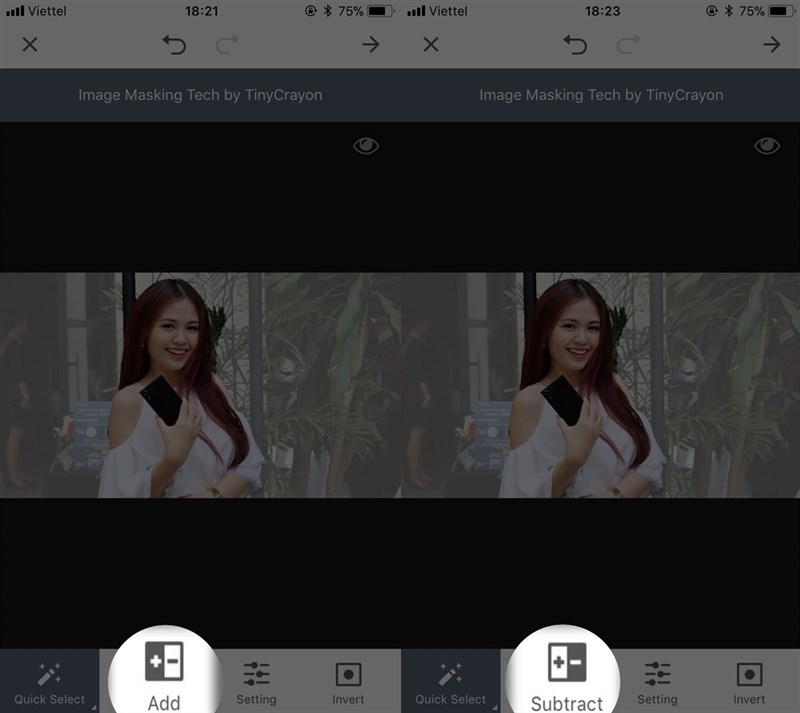 Viettel 18:21 75%
Image Masking Tech by TinyCrayon
Quick Select Add Setting Invert
Viettel 18:23 75%
Image Masking Tech by TinyCrayon
Quick Select Subtract Setting Invert